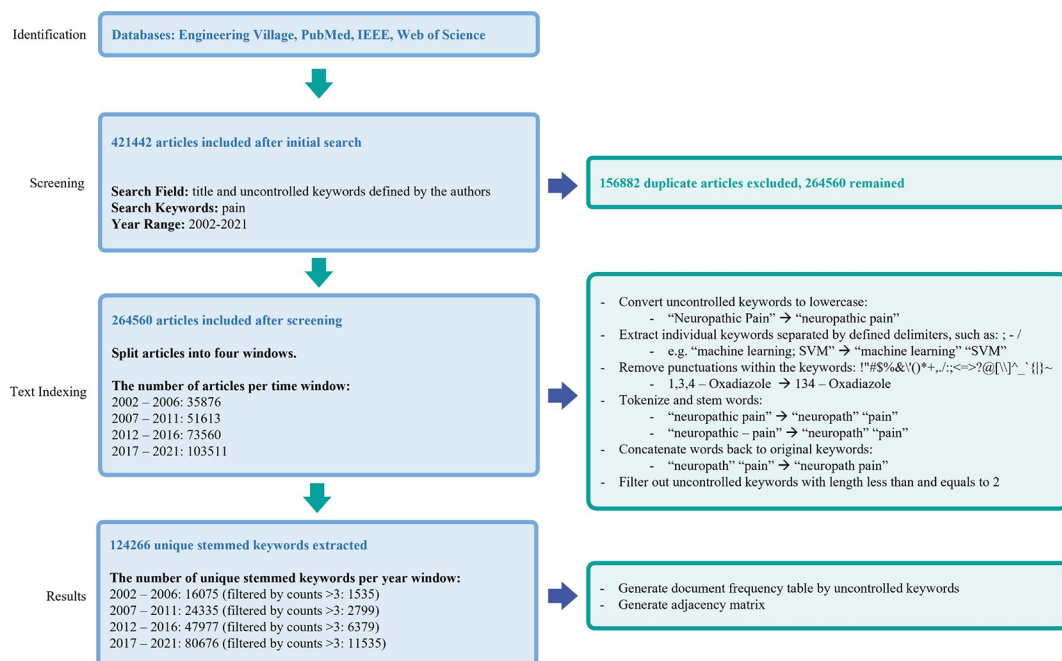 Identification
Databases: Engineering Village, PubMed, IEEE, Web of Science
Screening
421442 articles included after initial search
Search Field: title and uncontrolled keywords defined by the authors
Search Keywords: pain
Year Range: 2002-2021
156882 duplicate articles excluded, 264560 remained
Text Indexing
264560 articles included after screening
Split articles into four windows.
The number of articles per time window:
2002 – 2006: 35876
2007 – 2011: 51613
2012 – 2016: 73560
2017 – 2021: 103511
- Convert uncontrolled keywords to lowercase:
- “Neuropathic Pain” → “neuropathic pain”
- Extract individual keywords separated by defined delimiters, such as: ; - /
- e.g. “machine learning; SVM” → “machine learning” “SVM”
- Remove punctuations within the keywords: !"#$%&\'()*+,./:;<=>?@[\\]^_`{|}~
- 1,3,4 – Oxadiazole → 134 – Oxadiazole
- Tokenize and stem words:
- “neuropathic pain” → “neuropath” “pain”
- “neuropathic – pain” → “neuropath” “pain”
- Concatenate words back to original keywords:
- “neuropath” “pain” → “neuropath pain”
- Filter out uncontrolled keywords with length less than and equals to 2
Results
124266 unique stemmed keywords extracted
The number of unique stemmed keywords per year window:
2002 – 2006: 16075 (filtered by counts >3: 1535)
2007 – 2011: 24335 (filtered by counts >3: 2799)
2012 – 2016: 47977 (filtered by counts >3: 6379)
2017 – 2021: 80676 (filtered by counts >3: 11535)
- Generate document frequency table by uncontrolled keywords
- Generate adjacency matrix